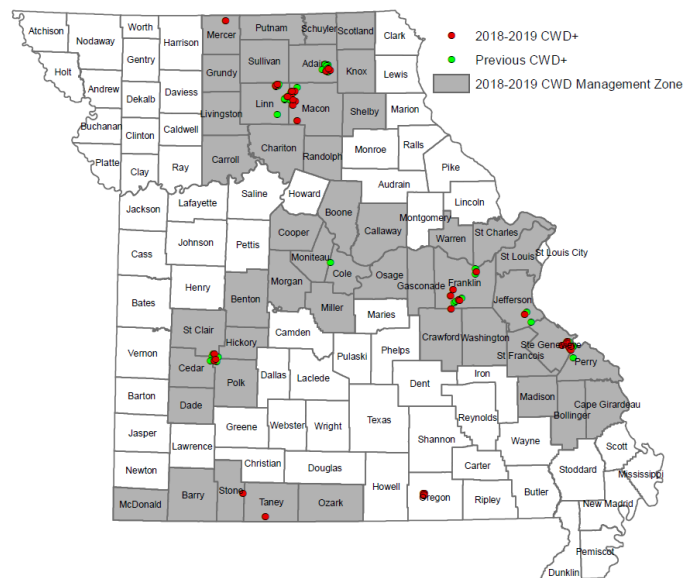 Atchison
Nodaway
Worth
Harrison
Mercer
Putnam
Schuyler
Scotland
Clark
2018-2019 CWD+
Previous CWD+
2018-2019 CWD Management Zone
Holt
Gentry
Andrew
Dekalb
Daviess
Grundy
Sullivan
Adair
Knox
Lewis
Buchanan
Clinton
Caldwell
Livingston
Linn
Macon
Shelby
Marion
Platte
Clay
Ray
Carroll
Chariton
Randolph
Monroe
Ralls
Pike
Jackson
Lafayette
Saline
Howard
Boone
Audrain
Callaway
Montgomery
Lincoln
Cass
Johnson
Pettis
Cooper
Moniteau
Cole
Osage
Gasconade
Warren
St Charles
St Louis
St Louis City
Bates
Henry
Benton
Morgan
Miller
Maries
Franklin
Jefferson
Vernon
St Clair
Hickory
Camden
Pulaski
Phelps
Crawford
Washington
St Francois
Ste Genevieve
Perry
Cedar
Polk
Dallas
Laclede
Dent
Iron
Madison
Cape Girardeau
Bollinger
Barton
Dade
Greene
Webster
Wright
Texas
Reynolds
Shannon
Wayne
Jasper
Lawrence
Christian
Douglas
Carter
Scott
Stoddard
Mississippi
Newton
McDonald
Barry
Stone
Taney
Ozark
Howell
Oregon
Ripley
Butler
New Madrid
Pemiscot
Dunklin